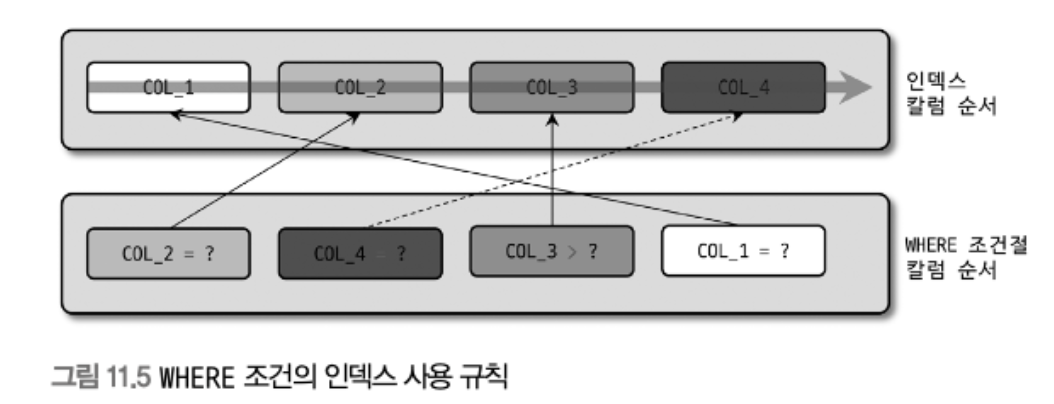 COL_1 COL_2 COL_3 COL_4
인덱스
칼럼 순서
COL_2 = ? COL_4 = ? COL_3 > ? COL_1 = ?
WHERE 조건절
칼럼 순서
그림 11.5 WHERE 조건의 인덱스 사용 규칙